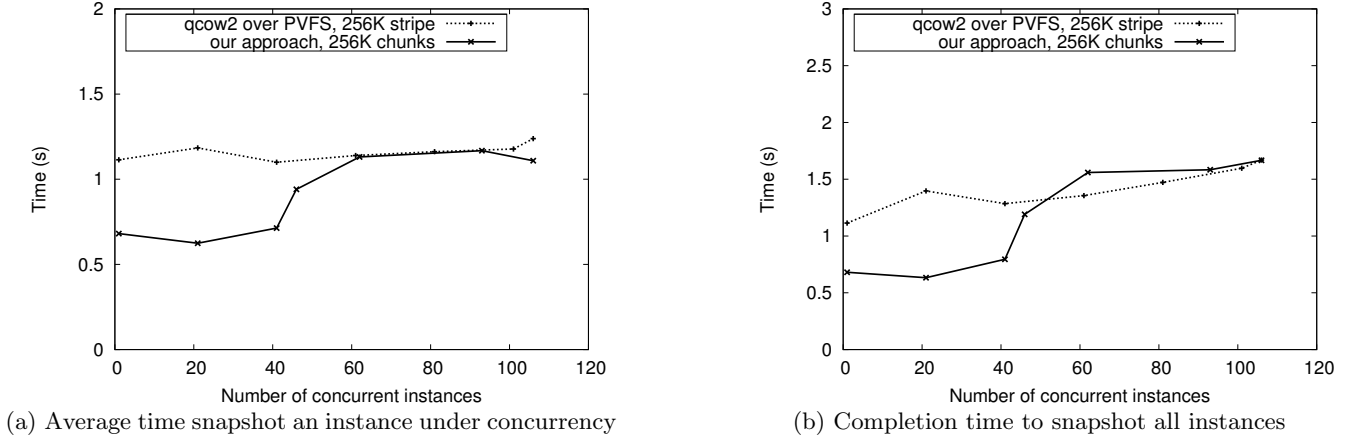 2
1.5
1
0.5
0
Time (s)
qcow2 over PVFS, 256K stripe
our approach, 256K chunks
0 20 40 60 80 100 120
Number of concurrent instances
(a) Average time snapshot an instance under concurrency
3
2.5
2
1.5
1
0.5
0
Time (s)
qcow2 over PVFS, 256K stripe
our approach, 256K chunks
0 20 40 60 80 100 120
Number of concurrent instances
(b) Completion time to snapshot all instances